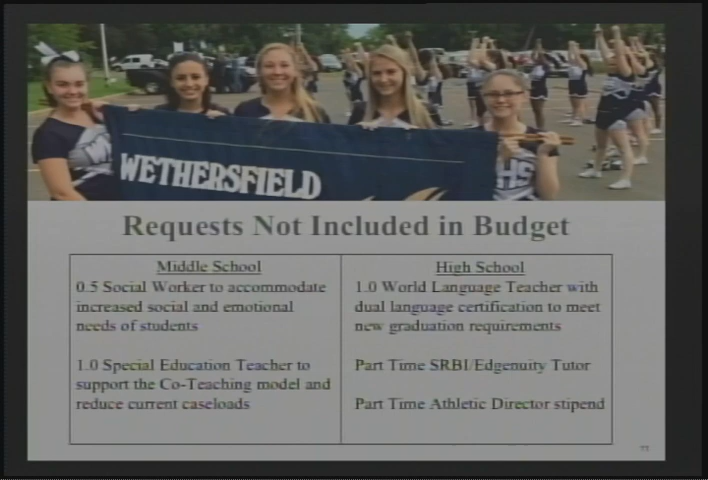 WETHERSFIELD
HS
Requests Not Included in Budget
Middle School
0.5 Social Worker to accommodate
increased social and emotional
needs of students
1.0 Special Education Teacher to
support the Co-Teaching model and
reduce current caseloads
High School
1.0 World Language Teacher with
dual language certification to meet
new graduation requirements
Part Time SRBI/Edgenuity Tutor
Part Time Athletic Director stipend